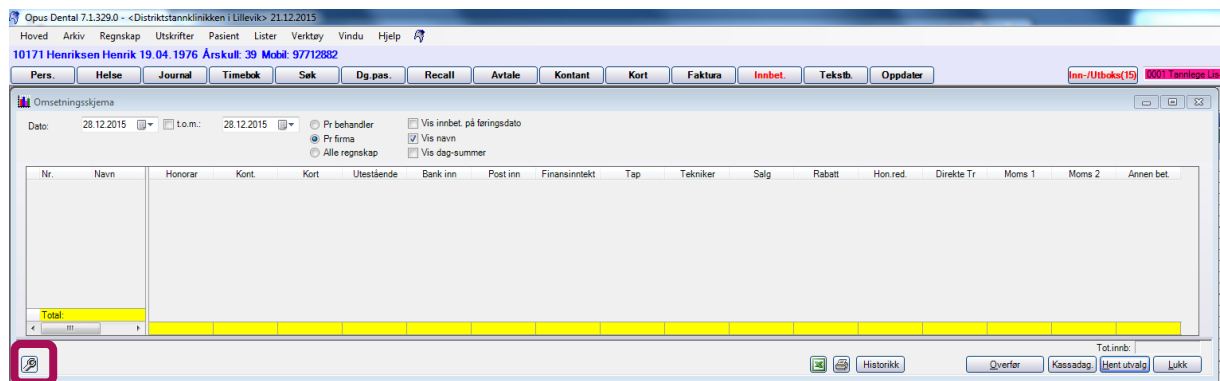 Opus Dental 7.1.329.0 - <Distriktstannklinikken i Lillevik> 21.12.2015
Hoved Arkiv Regnskap Utskrifter Pasient Lister Verktøy Vindu Hjelp
10171 Henriksen Henrik 19.04.1976 Årskull: 39 Mobil: 97712882
Pers. Helse Journal Timebok Søk Dg.pas. Recall Avtale Kontant Kort Faktura Innbet. Tekstb. Oppdater Inn-/Utboks(15) 0001 Tannlege Lis
Omsetningsskjema
Dato: 28.12.2015 t.o.m.: 28.12.2015 Pr behandler Vis innbet. på føringsdato
Pr firma Vis navn
Alle regnskap Vis dag-summer
Nr. Navn Honorar Kont. Kort Utestående Bank inn Post inn Finansinntekt Tap Tekniker Salg Rabatt Hon.red. Direkte Tr Moms 1 Moms 2 Annen bet.
Total:
Tot.innb:
Historikk Overfør Kassadag. Hent utvalg Lukk